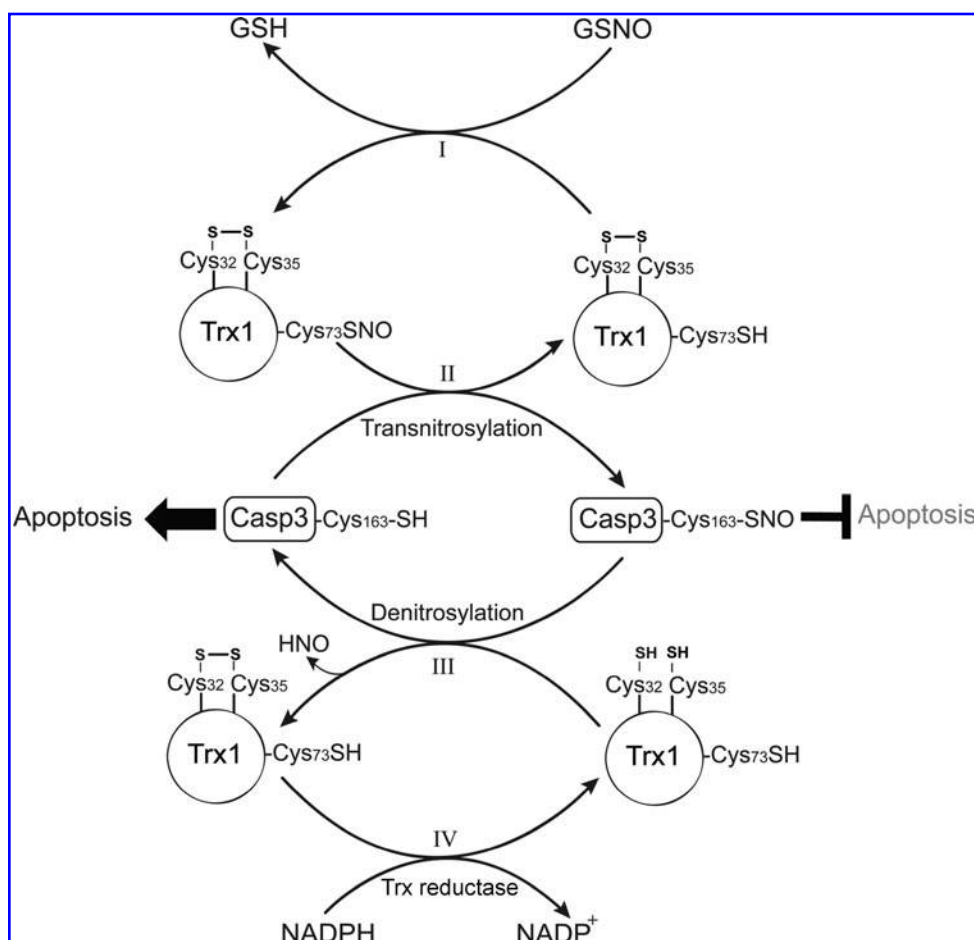 GSH GSNO
I
S–S S–S
Cys32 Cys35 Cys32 Cys35
Trx1 -Cys73SNO Trx1 -Cys73SH
II
Transnitrosylation
Apoptosis Casp3 -Cys163-SH Casp3 -Cys163-SNO Apoptosis
Denitrosylation
HNO
III
S–S SH SH
Cys32 Cys35 Cys32 Cys35
Trx1 -Cys73SH Trx1 -Cys73SH
IV
Trx reductase
NADPH NADP+